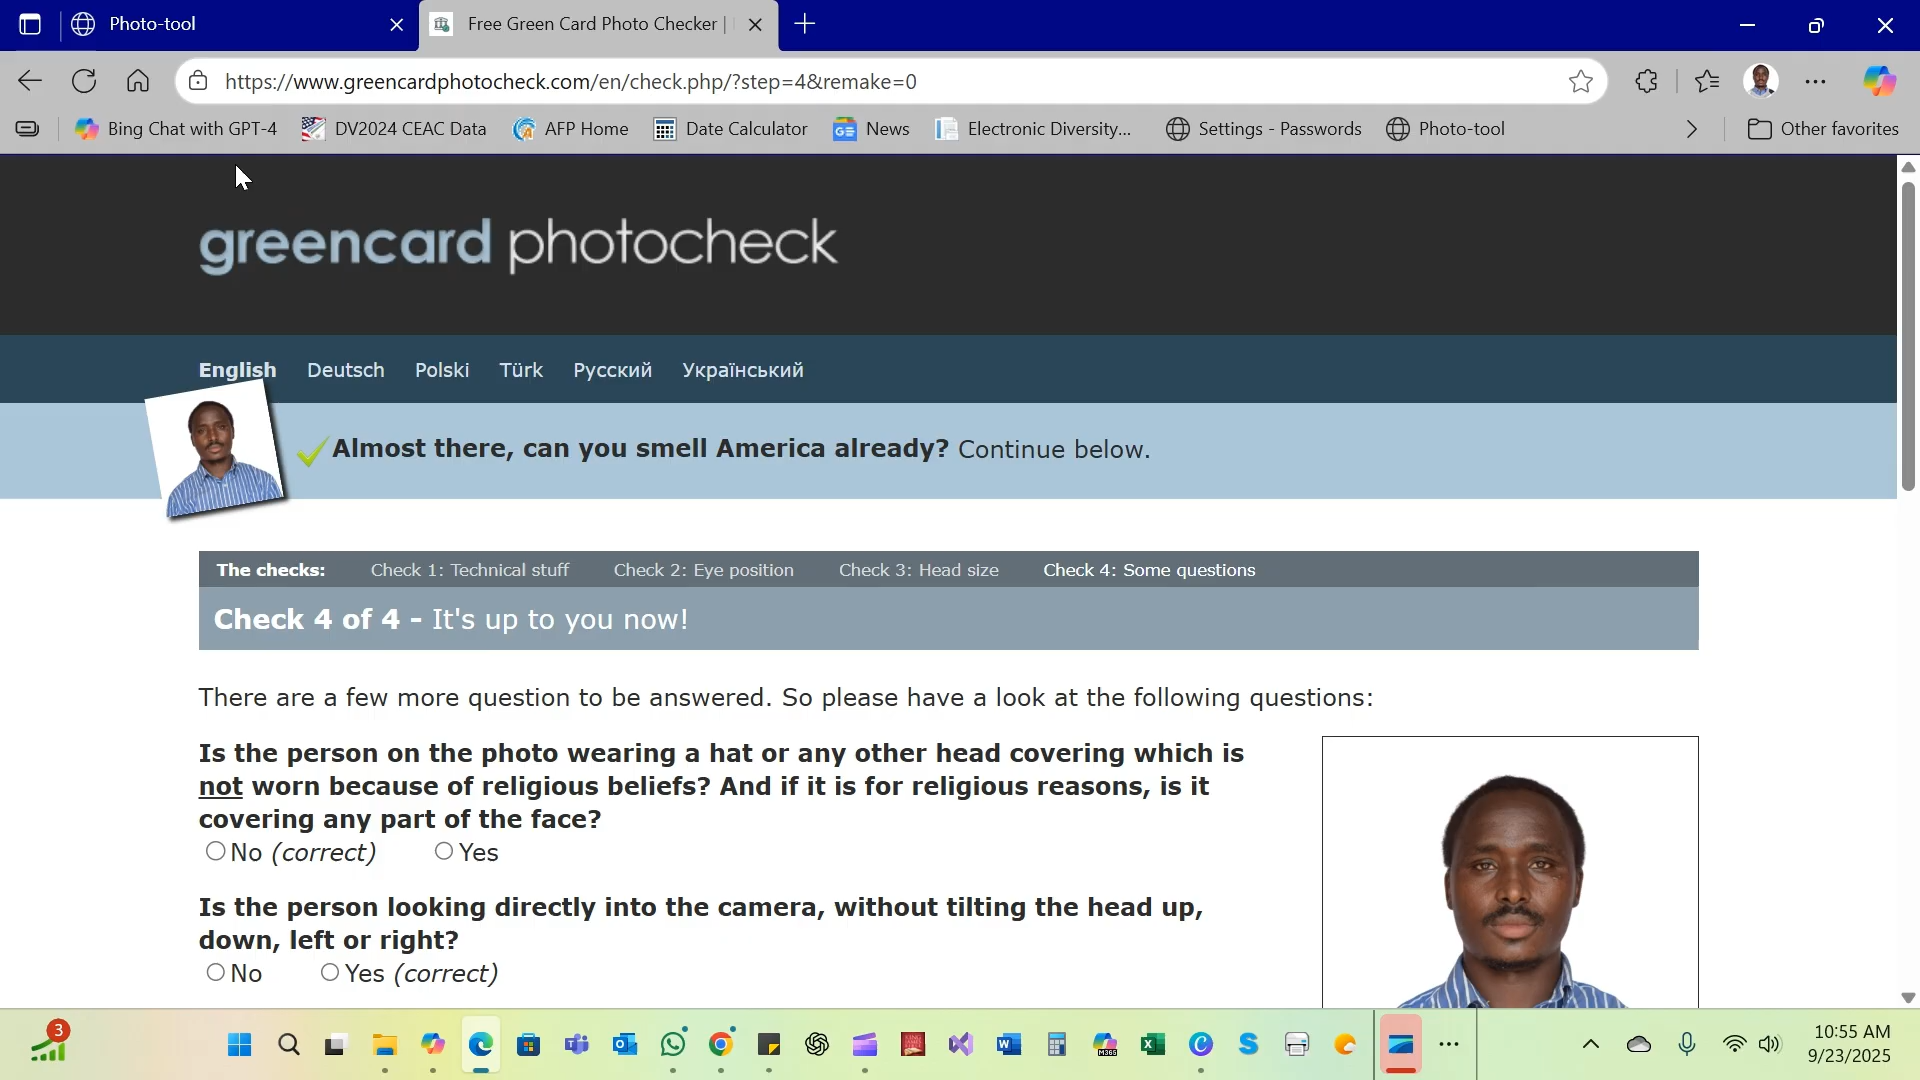 Photo-tool
Free Green Card Photo Checker |
https://www.greencardphotocheck.com/en/check.php/?step=4&remake=0
Bing Chat with GPT-4 DV2024 CEAC Data AFP Home Date Calculator News Electronic Diversity... Settings - Passwords Photo-tool Other favorites
greencard photocheck
English Deutsch Polski Türk Русский Український
Almost there, can you smell America already? Continue below.
The checks: Check 1: Technical stuff Check 2: Eye position Check 3: Head size Check 4: Some questions
Check 4 of 4 - It's up to you now!
There are a few more question to be answered. So please have a look at the following questions:
Is the person on the photo wearing a hat or any other head covering which is
not worn because of religious beliefs? And if it is for religious reasons, is it
covering any part of the face?
No (correct) Yes
Is the person looking directly into the camera, without tilting the head up,
down, left or right?
No Yes (correct)
3
10:55 AM
9/23/2025